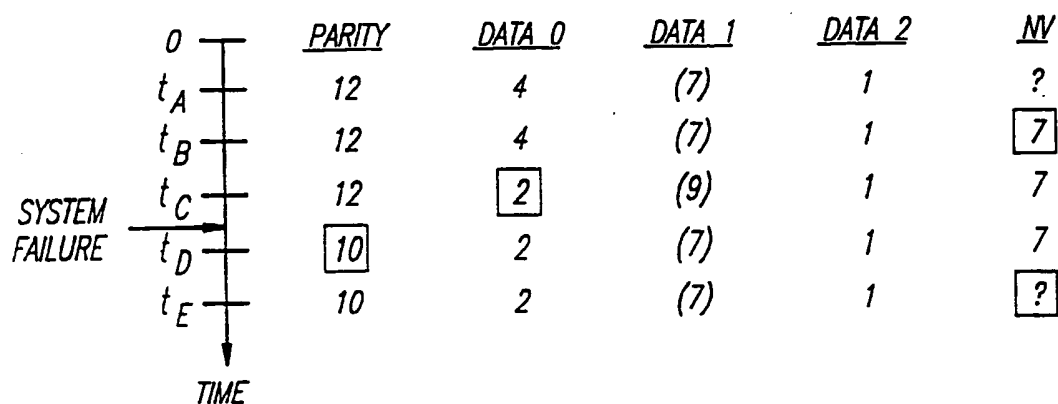 0 PARITY DATA 0 DATA 1 DATA 2 NV
tA 12 4 (7) 1 ?
tB 12 4 (7) 1 7
tC 12 2 (9) 1 7
SYSTEM
FAILURE
tD 10 2 (7) 1 7
tE 10 2 (7) 1 ?
TIME